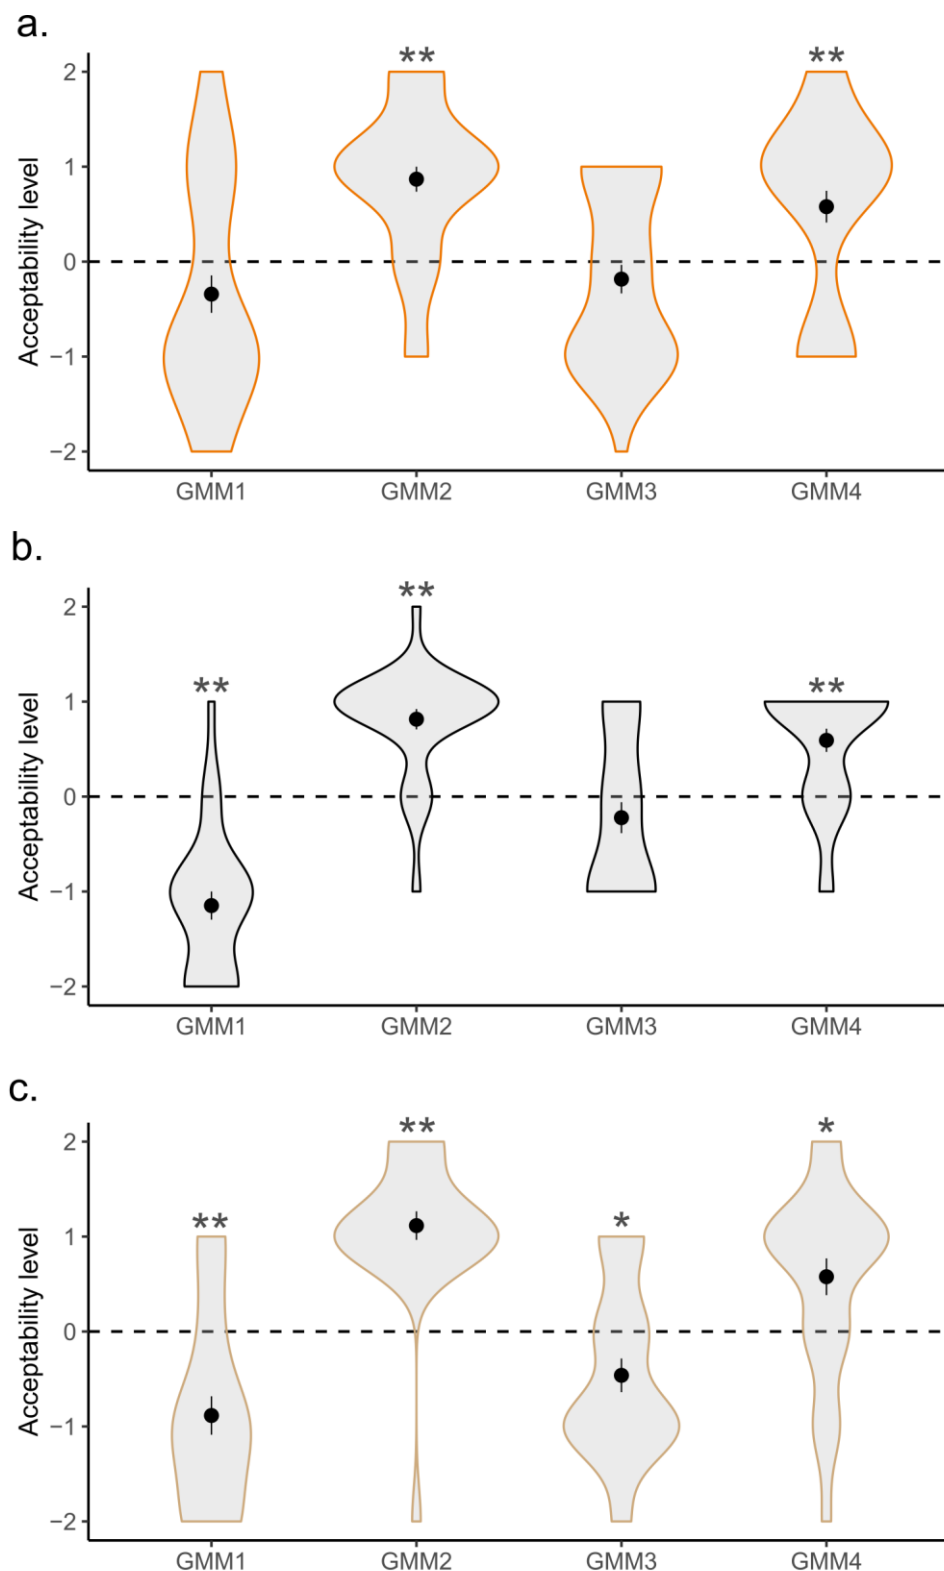 a.
** **
2
1
0
−1
−2
Acceptability level
GMM1 GMM2 GMM3 GMM4
b.
**
2
** **
1
0
−1
−2
Acceptability level
GMM1 GMM2 GMM3 GMM4
c.
** *
2
** *
1
0
−1
−2
Acceptability level
GMM1 GMM2 GMM3 GMM4